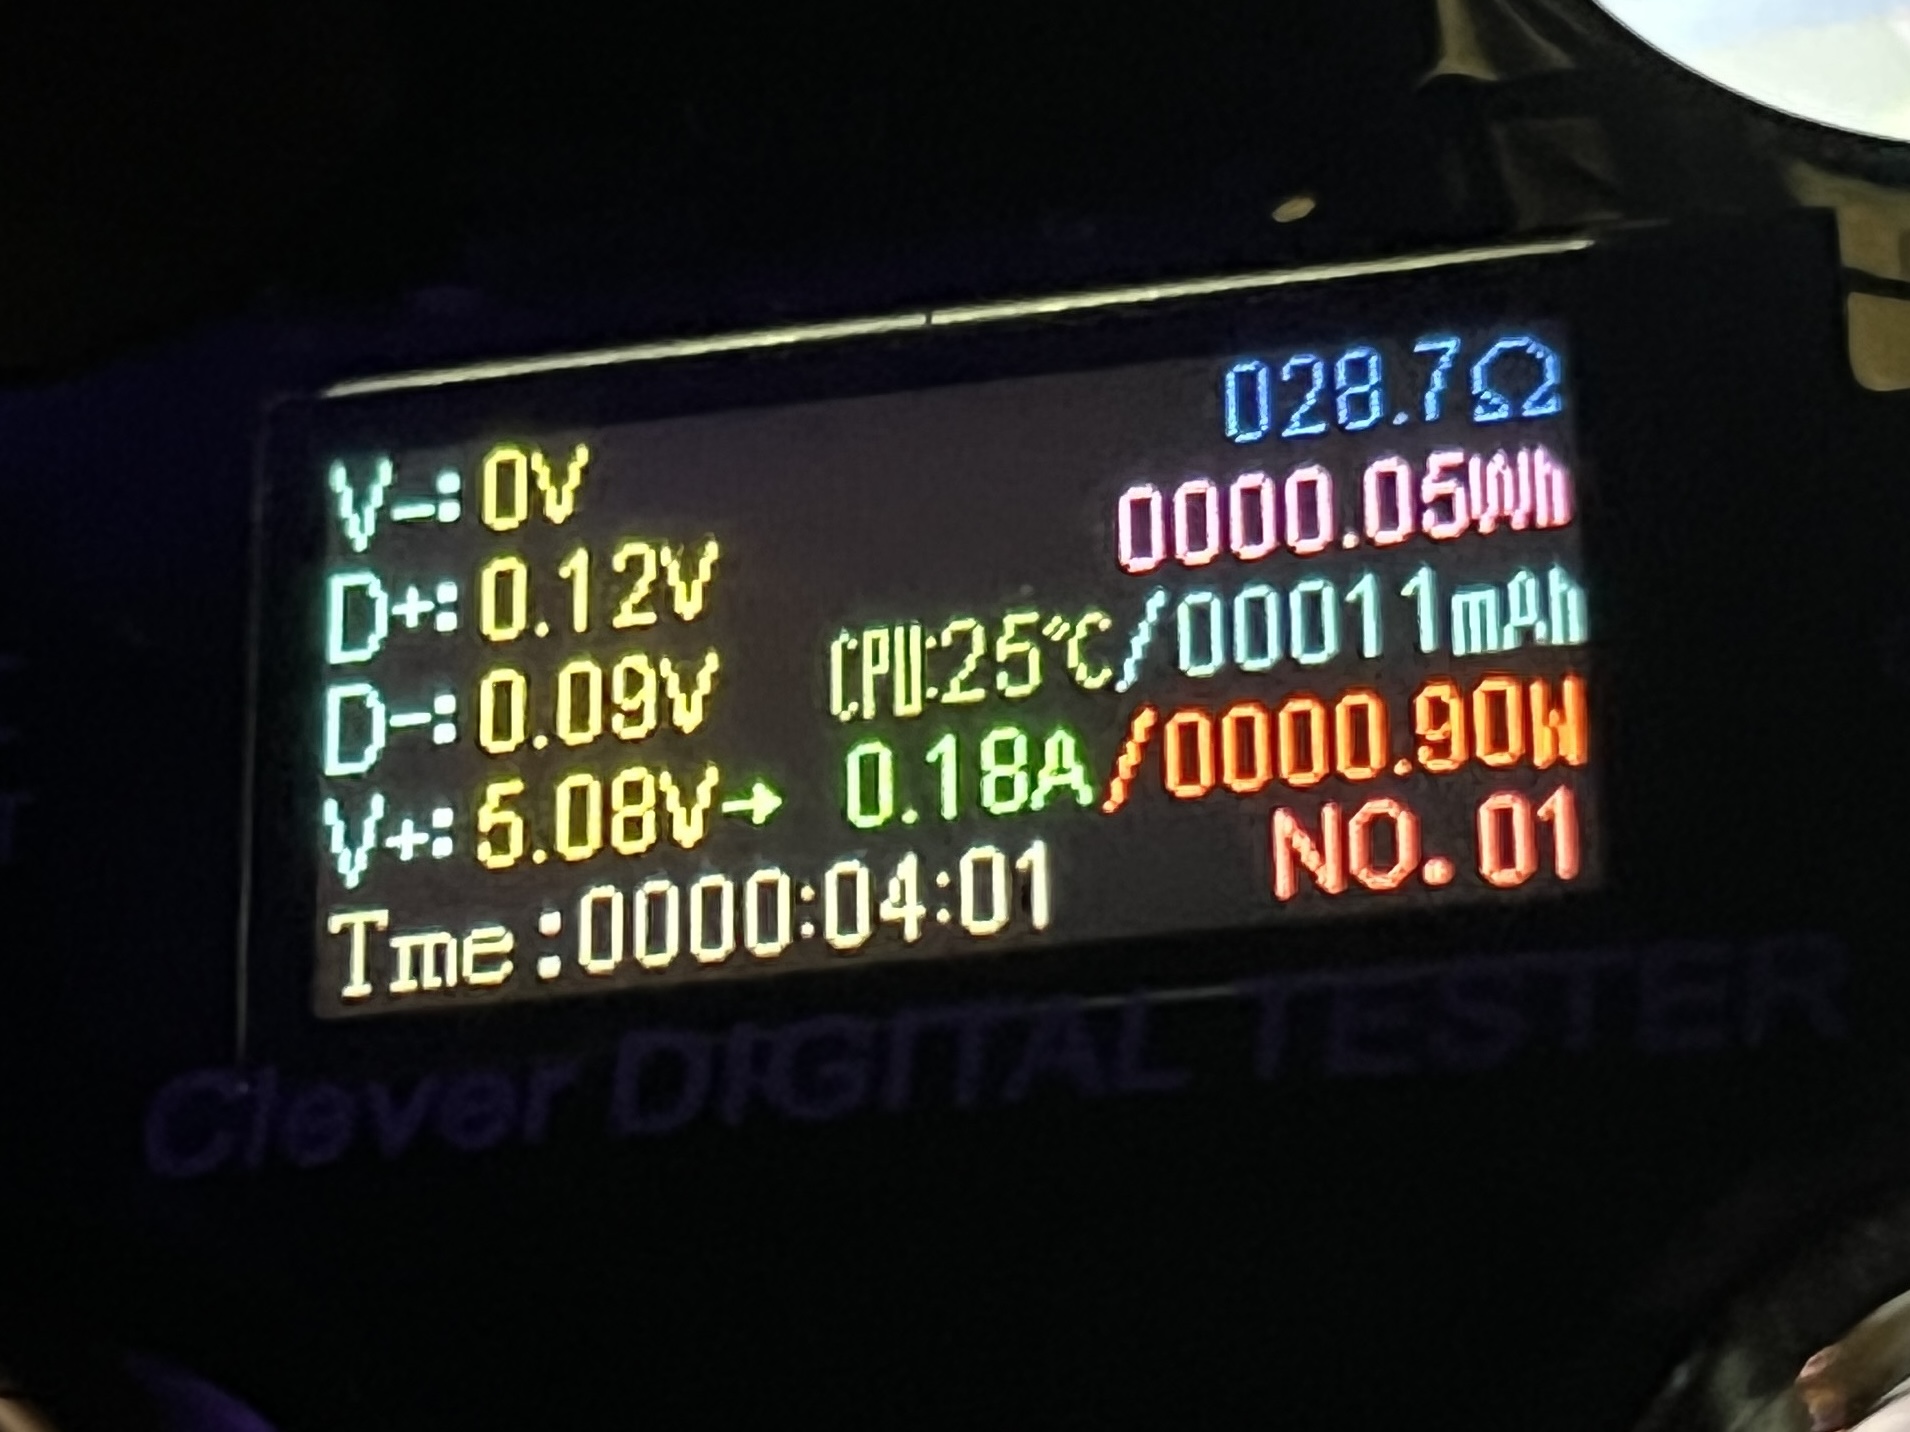 028.7Ω
V-: 0V 0000.05Wh
D+: 0.12V
CPU:25℃/00011mAh
D-: 0.09V
0.18A/0000.90W
V+: 5.08V→
NO.01
Tme:0000:04:01
Clever DIGITAL TESTER